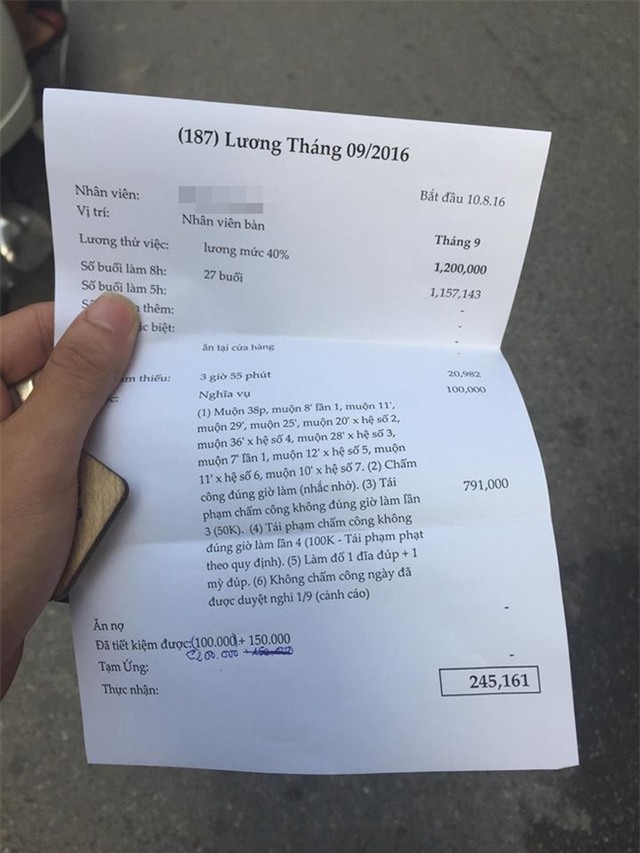 (187) Lương Tháng 09/2016
Nhân viên: Bắt đầu 10.8.16
Vị trí: Nhân viên bàn Tháng 9
Lương thử việc: lương mức 40% 1,200,000
Số buổi làm 8h: 27 buổi 1,157,143
Số buổi làm 5h: -
thêm: -
biệt:
ăn tại cửa hàng -
thiếu: 3 giờ 55 phút 20,982
Nghĩa vụ 100,000
(1) Muộn 38p, muộn 8' lần 1, muộn 11',
muộn 29', muộn 25', muộn 20' x hệ số 2,
muộn 36' x hệ số 4, muộn 28' x hệ số 3,
muộn 7' lần 1, muộn 12' x hệ số 5, muộn
11' x hệ số 6, muộn 10' x hệ số 7. (2) Chấm
công đúng giờ làm (nhắc nhở). (3) Tái 791,000
phạm chấm công không đúng giờ làm lần
3 (50K). (4) Tái phạm chấm công không
đúng giờ làm lần 4 (100K - Tái phạm phạt
theo quy định). (5) Làm đổ 1 đĩa đúp + 1
mỳ đúp. (6) Không chấm công ngày đã
được duyệt nghỉ 1/9 (cảnh cáo)
Ăn nợ -
Đã tiết kiệm được:(100.000)+ 150.000
200.000
Tạm Ứng: -
Thực nhận: 245,161